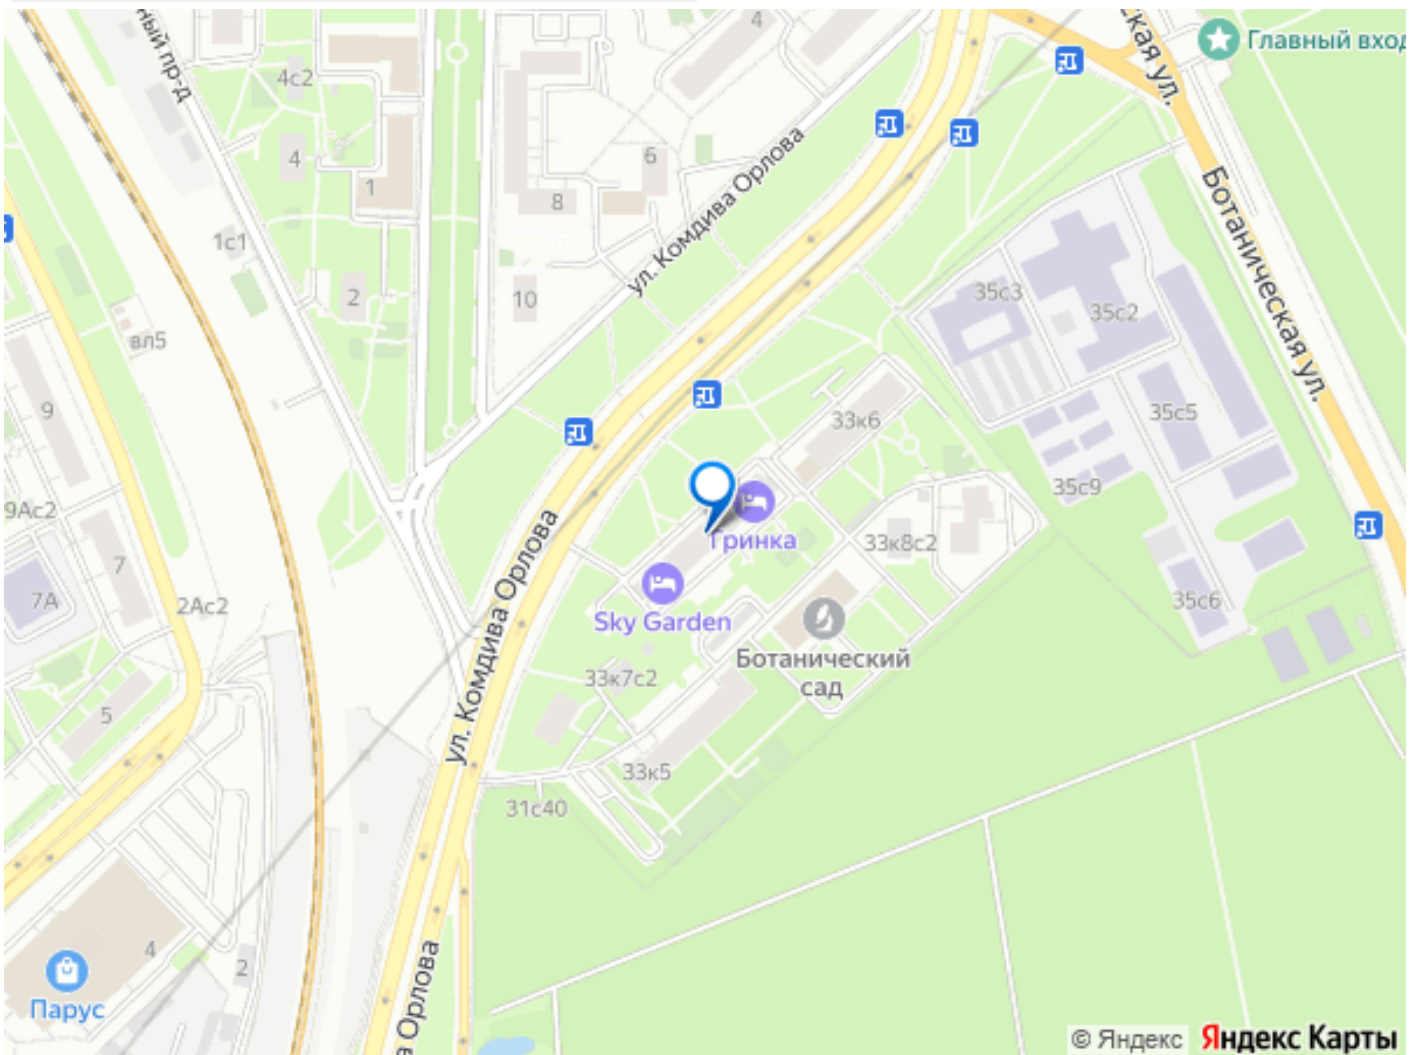 ный пр-д
4с2
4
4
1
6
8
1с1
2
10
вл5
ул. Комдива Орлова
ская ул.
Главный вход
Ботаническая ул.
35с3
35с2
9
33к6
35с5
9Ас2
35с9
Гринка
33к8с2
7
7А
2Ас2
Sky Garden
35с6
ул. Комдива Орлова
33к7с2
Ботанический
сад
5
33к5
31с40
4
2
Парус
а Орлова
© Яндекс Яндекс Карты